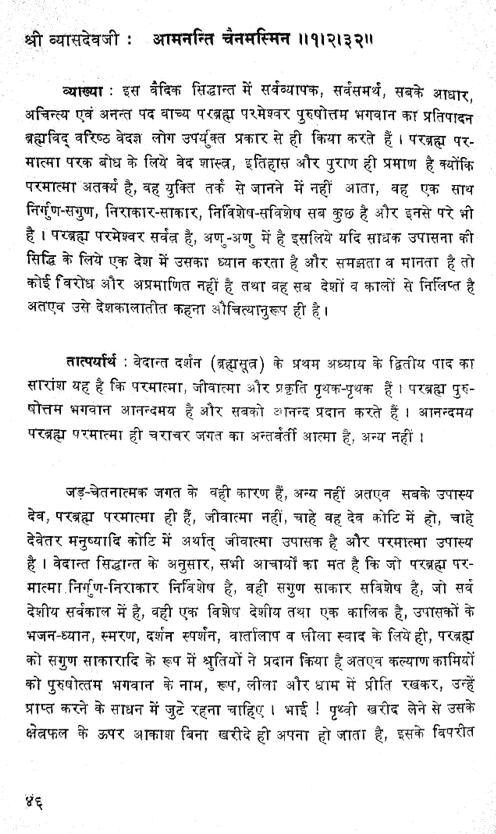 श्री व्यासदेवजी : आमनन्ति चैनमस्मिन ॥१।२।३२॥
व्याख्या : इस वैदिक सिद्धान्त में सर्वव्यापक, सर्वसमर्थ, सबके आधार,
अचिन्त्य एवं अनन्त पद वाच्य परब्रह्म परमेश्वर पुरुषोत्तम भगवान का प्रतिपादन
ब्रह्मविद् वरिष्ठ वेदज्ञ लोग उपर्युक्त प्रकार से ही किया करते हैं । परब्रह्म पर-
मात्मा परक बोध के लिये वेद शास्त्र, इतिहास और पुराण ही प्रमाण है क्योंकि
परमात्मा अतर्क्य है, वह युक्ति तर्क से जानने में नहीं आता, वह एक साथ
निर्गुण-सगुण, निराकार-साकार, निर्विशेष-सविशेष सब कुछ है और इनसे परे भी
है । परब्रह्म परमेश्वर सर्वत्र है, अणु-अणु में है इसलिये यदि साधक उपासना की
सिद्धि के लिये एक देश में उसका ध्यान करता है और समझता व मानता है तो
कोई विरोध और अप्रमाणित नहीं है तथा वह सब देशों व कालों से निर्लिप्त है
अतएव उसे देशकालातीत कहना औचित्यानुरूप ही है ।
तात्पर्यार्थ : वेदान्त दर्शन (ब्रह्मसूत्र) के प्रथम अध्याय के द्वितीय पाद का
सारांश यह है कि परमात्मा, जीवात्मा और प्रकृति पृथक-पृथक हैं । परब्रह्म पुरु-
षोत्तम भगवान आनन्दमय है और सबको आनन्द प्रदान करते हैं । आनन्दमय
परब्रह्म परमात्मा ही चराचर जगत का अन्तर्वर्ती आत्मा है, अन्य नहीं ।
जड़-चेतनात्मक जगत के वही कारण हैं, अन्य नहीं अतएव सबके उपास्य
देव, परब्रह्म परमात्मा ही हैं, जीवात्मा नहीं, चाहे वह देव कोटि में हो, चाहे
देवेतर मनुष्यादि कोटि में अर्थात् जीवात्मा उपासक है और परमात्मा उपास्य
है । वेदान्त सिद्धान्त के अनुसार, सभी आचार्यों का मत है कि जो परब्रह्म पर-
मात्मा निर्गुण-निराकार निर्विशेष है, वही सगुण साकार सविशेष है, जो सर्व
देशीय सर्वकाल में है, वही एक विशेष देशीय तथा एक कालिक है, उपासकों के
भजन-ध्यान, स्मरण, दर्शन स्पर्शन, वार्तालाप व लीला स्वाद के लिये ही, परब्रह्म
को सगुण साकारादि के रूप में श्रुतियों ने प्रदान किया है अतएव कल्याण कामियों
को पुरुषोत्तम भगवान के नाम, रूप, लीला और धाम में प्रीति रखकर, उन्हें
प्राप्त करने के साधन में जुटे रहना चाहिए । भाई ! पृथ्वी खरीद लेने से उसके
क्षेत्रफल के ऊपर आकाश बिना खरीदे ही अपना हो जाता है, इसके विपरीत
४६